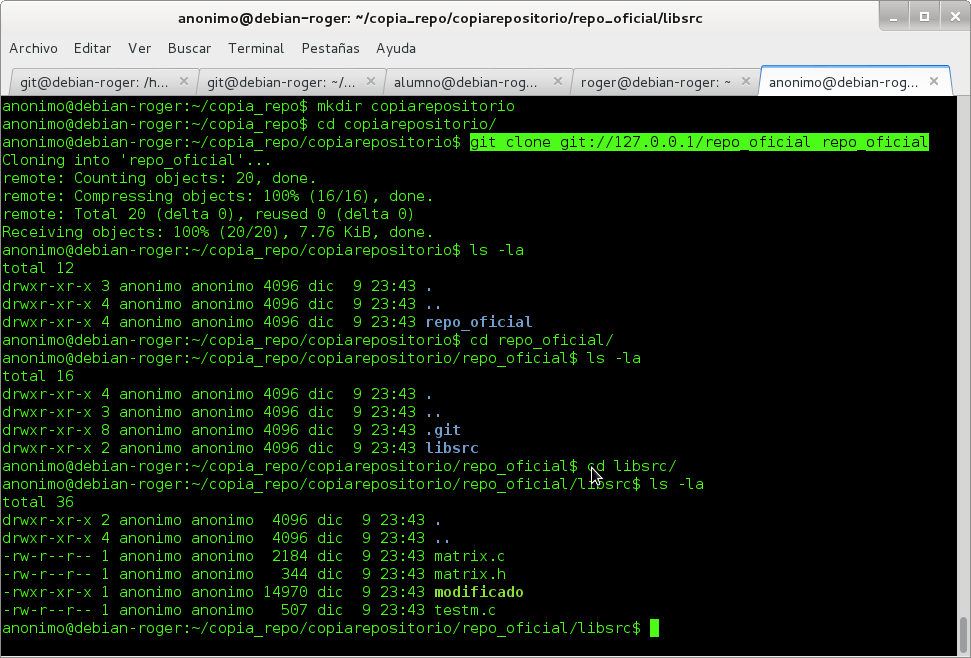 anonimo@debian-roger: ~/copia_repo/copiarepositorio/repo_oficial/libsrc
Archivo Editar Ver Buscar Terminal Pestañas Ayuda
git@debian-roger: /h... git@debian-roger: ~/... alumno@debian-rog... roger@debian-roger: ~ anonimo@debian-rog...
anonimo@debian-roger:~/copia_repo$ mkdir copiarepositorio
anonimo@debian-roger:~/copia_repo$ cd copiarepositorio/
anonimo@debian-roger:~/copia_repo/copiarepositorio$ git clone git://127.0.0.1/repo_oficial repo_oficial
Cloning into 'repo_oficial'...
remote: Counting objects: 20, done.
remote: Compressing objects: 100% (16/16), done.
remote: Total 20 (delta 0), reused 0 (delta 0)
Receiving objects: 100% (20/20), 7.76 KiB, done.
anonimo@debian-roger:~/copia_repo/copiarepositorio$ ls -la
total 12
drwxr-xr-x 3 anonimo anonimo 4096 dic  9 23:43 .
drwxr-xr-x 4 anonimo anonimo 4096 dic  9 23:43 ..
drwxr-xr-x 4 anonimo anonimo 4096 dic  9 23:43 repo_oficial
anonimo@debian-roger:~/copia_repo/copiarepositorio$ cd repo_oficial/
anonimo@debian-roger:~/copia_repo/copiarepositorio/repo_oficial$ ls -la
total 16
drwxr-xr-x 4 anonimo anonimo 4096 dic  9 23:43 .
drwxr-xr-x 3 anonimo anonimo 4096 dic  9 23:43 ..
drwxr-xr-x 8 anonimo anonimo 4096 dic  9 23:43 .git
drwxr-xr-x 2 anonimo anonimo 4096 dic  9 23:43 libsrc
anonimo@debian-roger:~/copia_repo/copiarepositorio/repo_oficial$ cd libsrc/
anonimo@debian-roger:~/copia_repo/copiarepositorio/repo_oficial/libsrc$ ls -la
total 36
drwxr-xr-x 2 anonimo anonimo  4096 dic  9 23:43 .
drwxr-xr-x 4 anonimo anonimo  4096 dic  9 23:43 ..
-rw-r--r-- 1 anonimo anonimo  2184 dic  9 23:43 matrix.c
-rw-r--r-- 1 anonimo anonimo   344 dic  9 23:43 matrix.h
-rwxr-xr-x 1 anonimo anonimo 14970 dic  9 23:43 modificado
-rw-r--r-- 1 anonimo anonimo   507 dic  9 23:43 testm.c
anonimo@debian-roger:~/copia_repo/copiarepositorio/repo_oficial/libsrc$